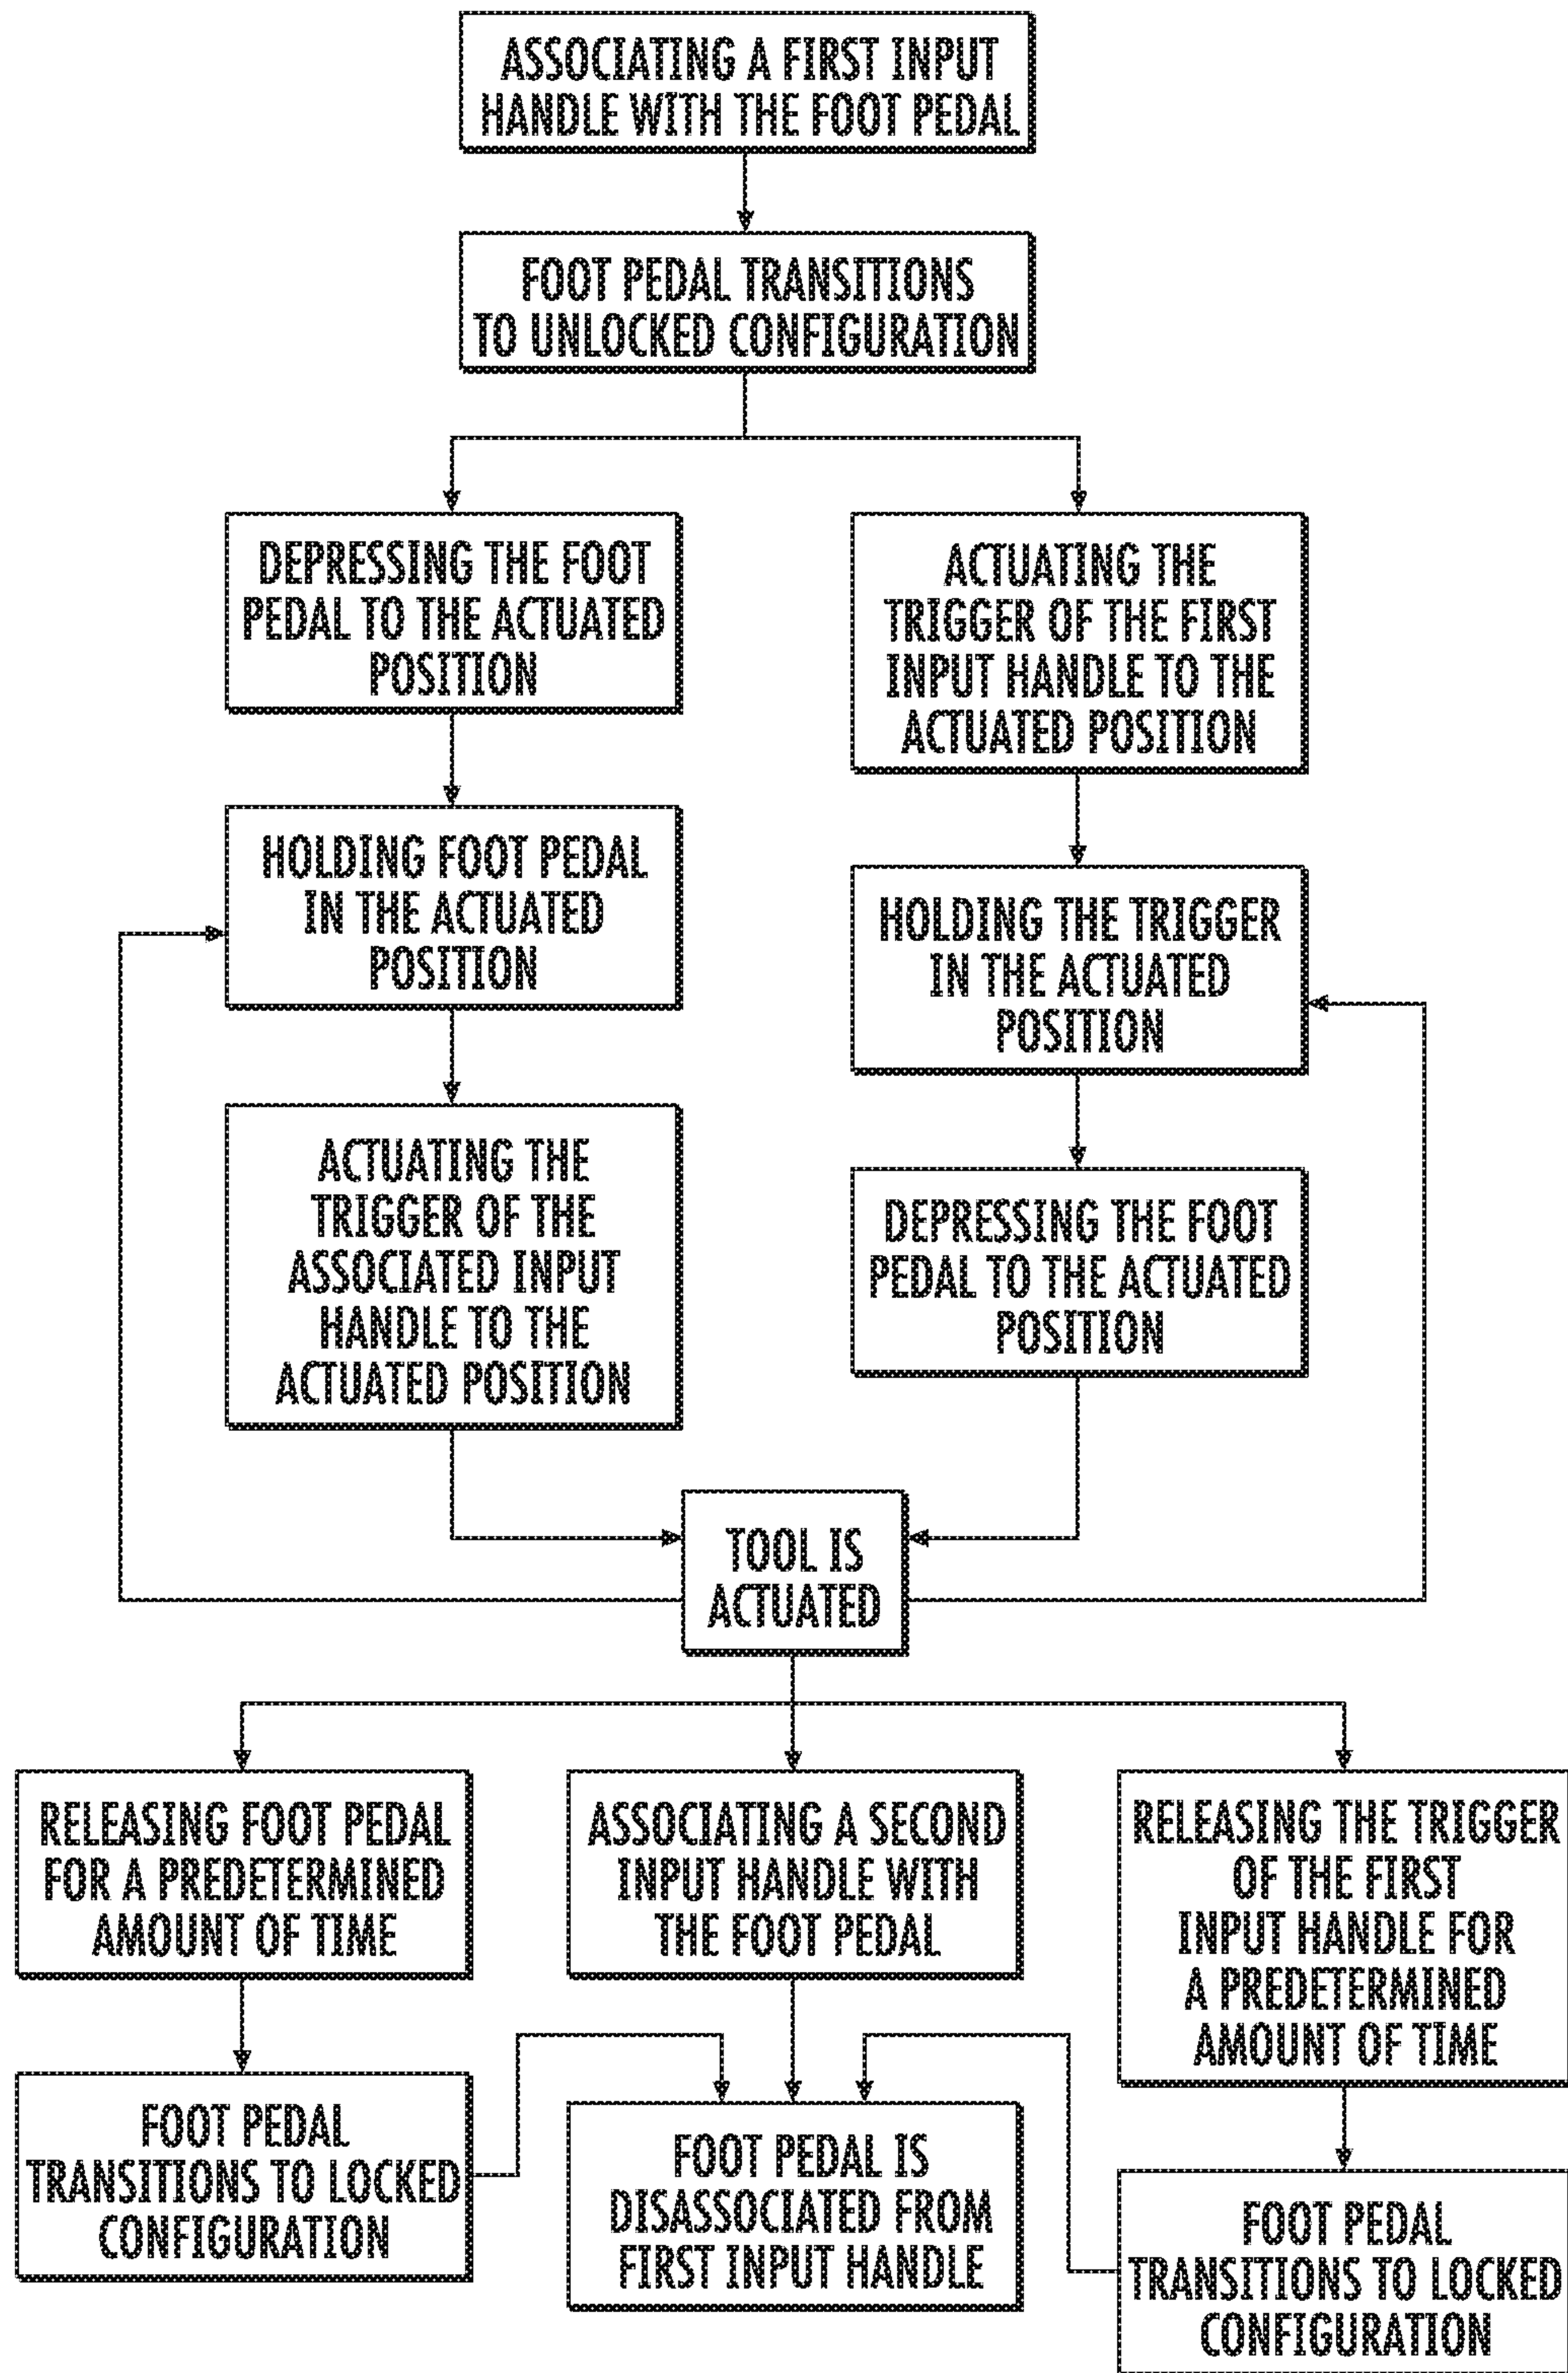 ASSOCIATING A FIRST INPUT
HANDLE WITH THE FOOT PEDAL
FOOT PEDAL TRANSITIONS
TO UNLOCKED CONFIGURATION
DEPRESSING THE FOOT
PEDAL TO THE ACTUATED
POSITION
ACTUATING THE
TRIGGER OF THE FIRST
INPUT HANDLE TO THE
ACTUATED POSITION
HOLDING FOOT PEDAL
IN THE ACTUATED
POSITION
HOLDING THE TRIGGER
IN THE ACTUATED
POSITION
ACTUATING THE
TRIGGER OF THE
ASSOCIATED INPUT
HANDLE TO THE
ACTUATED POSITION
DEPRESSING THE FOOT
PEDAL TO THE ACTUATED
POSITION
TOOL IS
ACTUATED
RELEASING FOOT PEDAL
FOR A PREDETERMINED
AMOUNT OF TIME
ASSOCIATING A SECOND
INPUT HANDLE WITH
THE FOOT PEDAL
RELEASING THE TRIGGER
OF THE FIRST
INPUT HANDLE FOR
A PREDETERMINED
AMOUNT OF TIME
FOOT PEDAL
TRANSITIONS TO LOCKED
CONFIGURATION
FOOT PEDAL IS
DISASSOCIATED FROM
FIRST INPUT HANDLE
FOOT PEDAL
TRANSITIONS TO LOCKED
CONFIGURATION